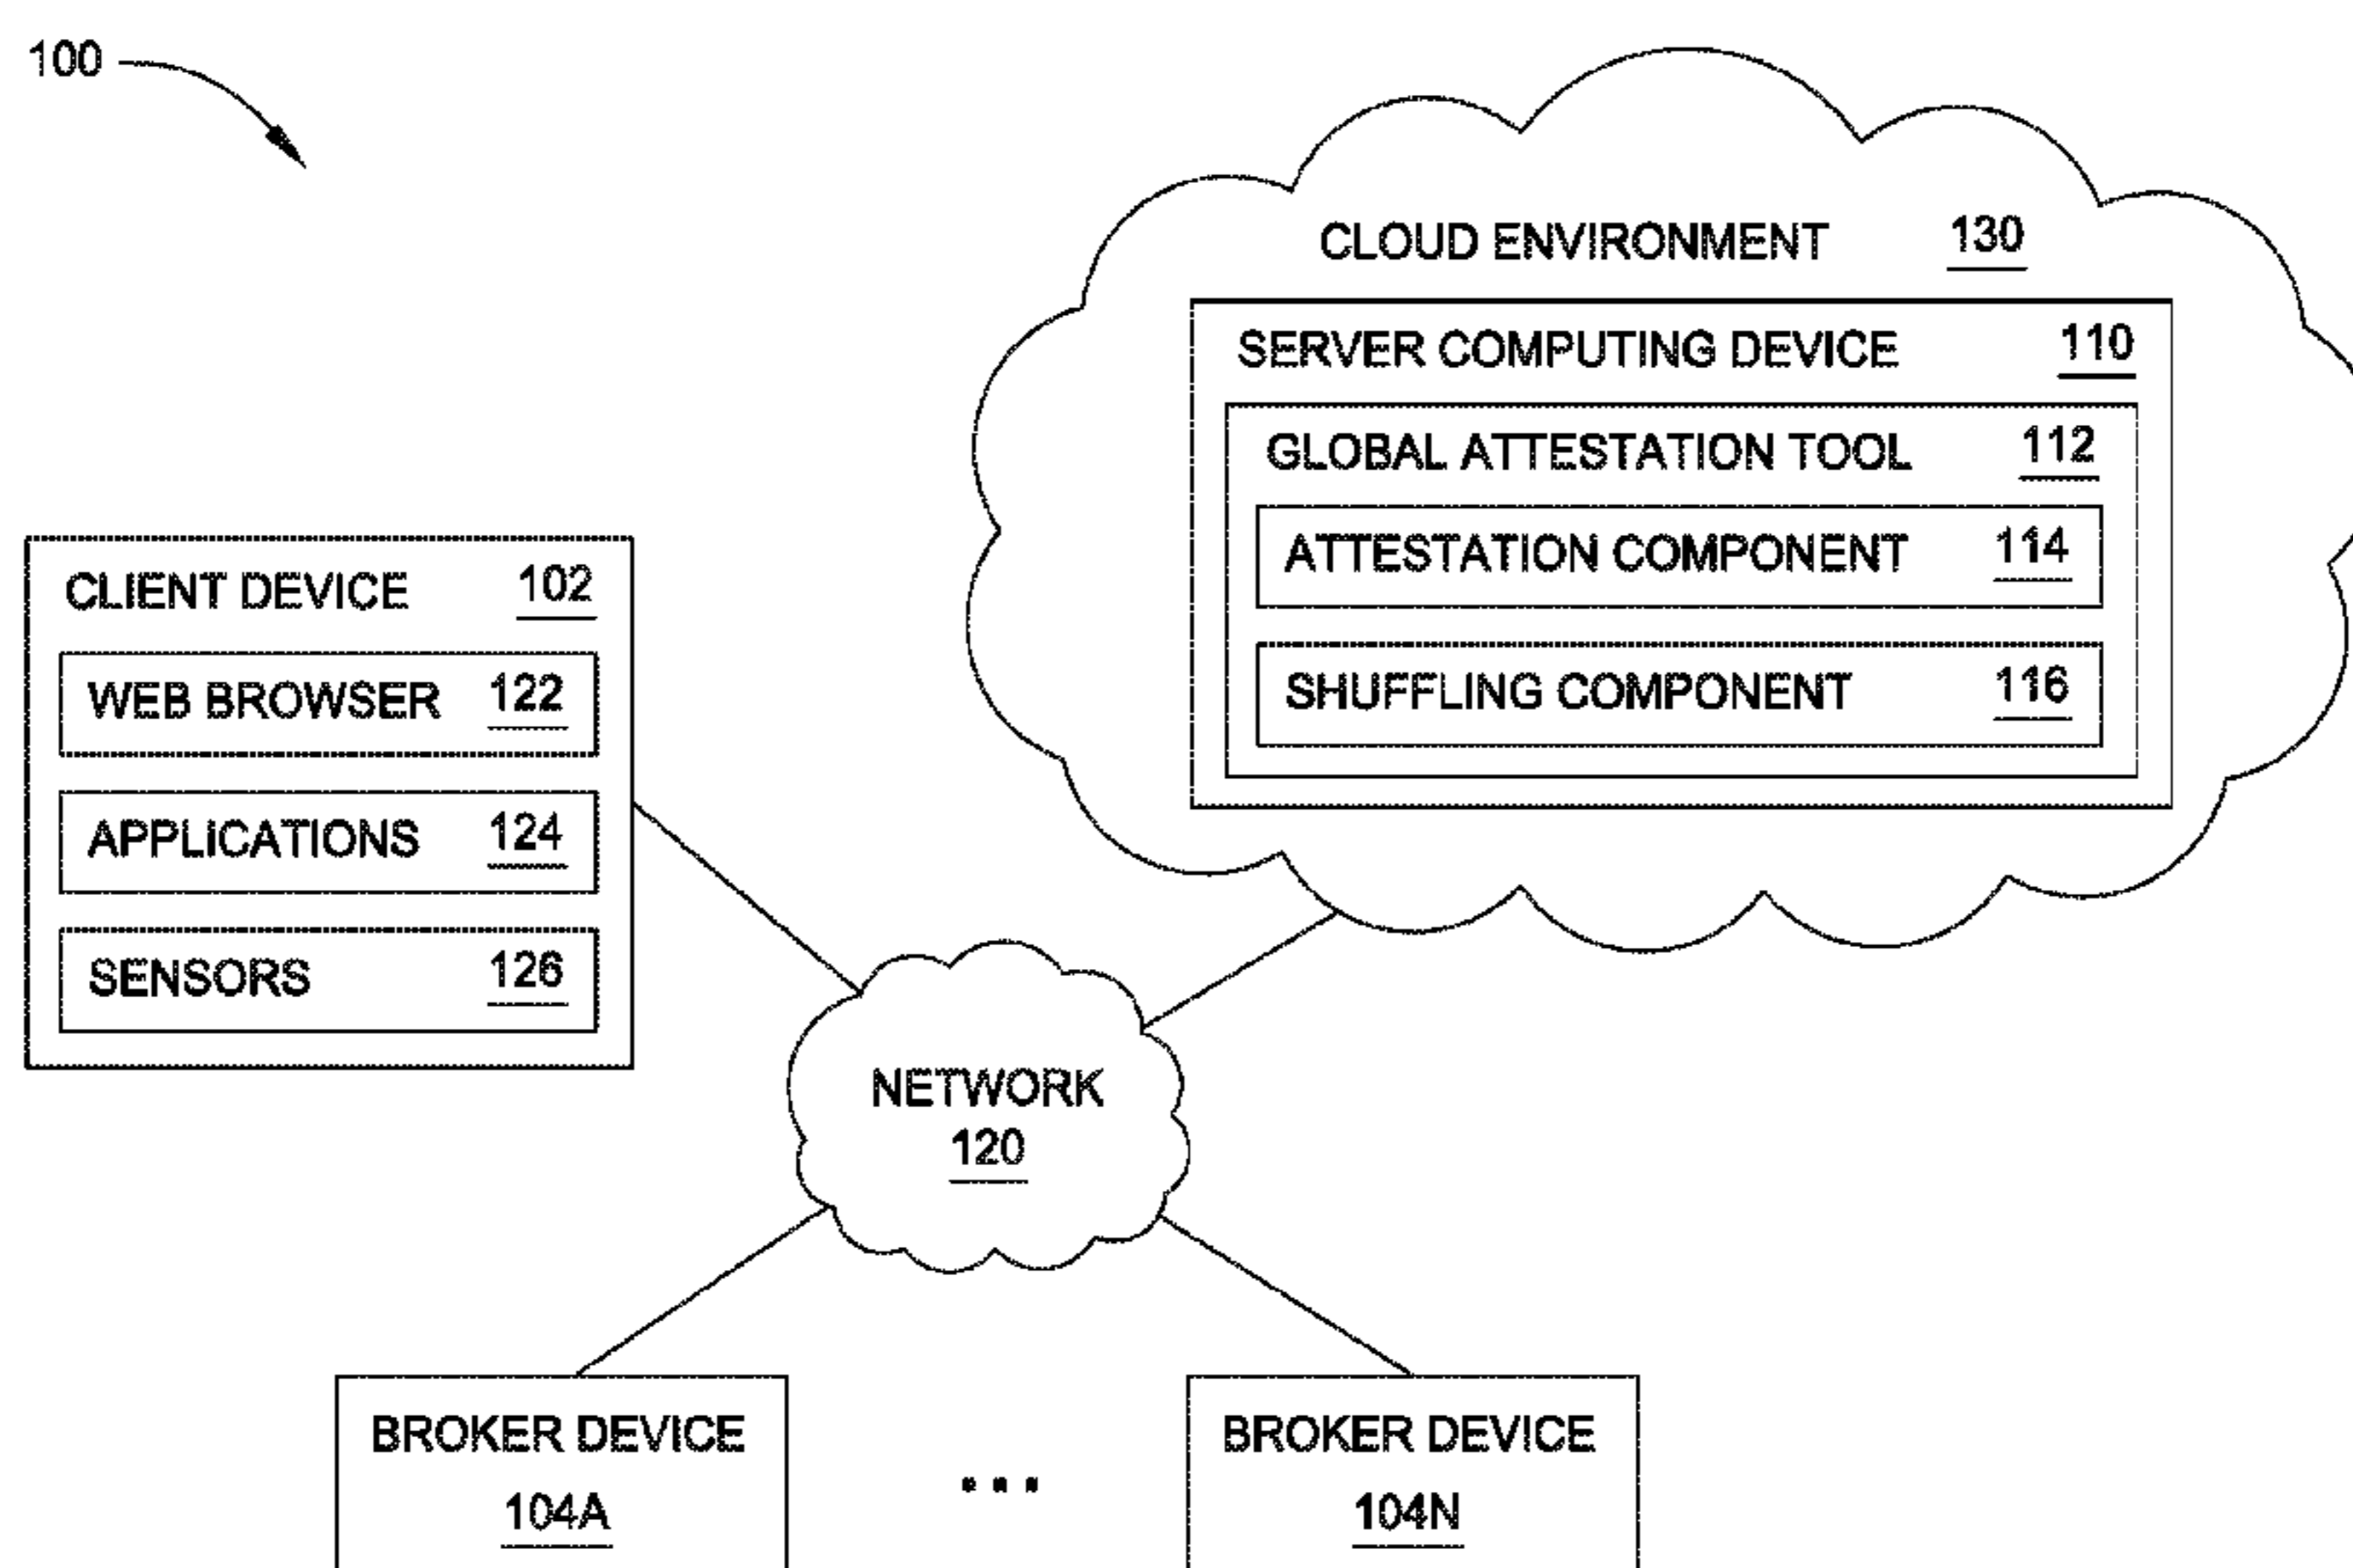 100
CLOUD ENVIRONMENT 130
SERVER COMPUTING DEVICE 110
GLOBAL ATTESTATION TOOL 112
ATTESTATION COMPONENT 114
SHUFFLING COMPONENT 116
CLIENT DEVICE 102
WEB BROWSER 122
APPLICATIONS 124
SENSORS 126
NETWORK
120
BROKER DEVICE
104A
...
BROKER DEVICE
104N